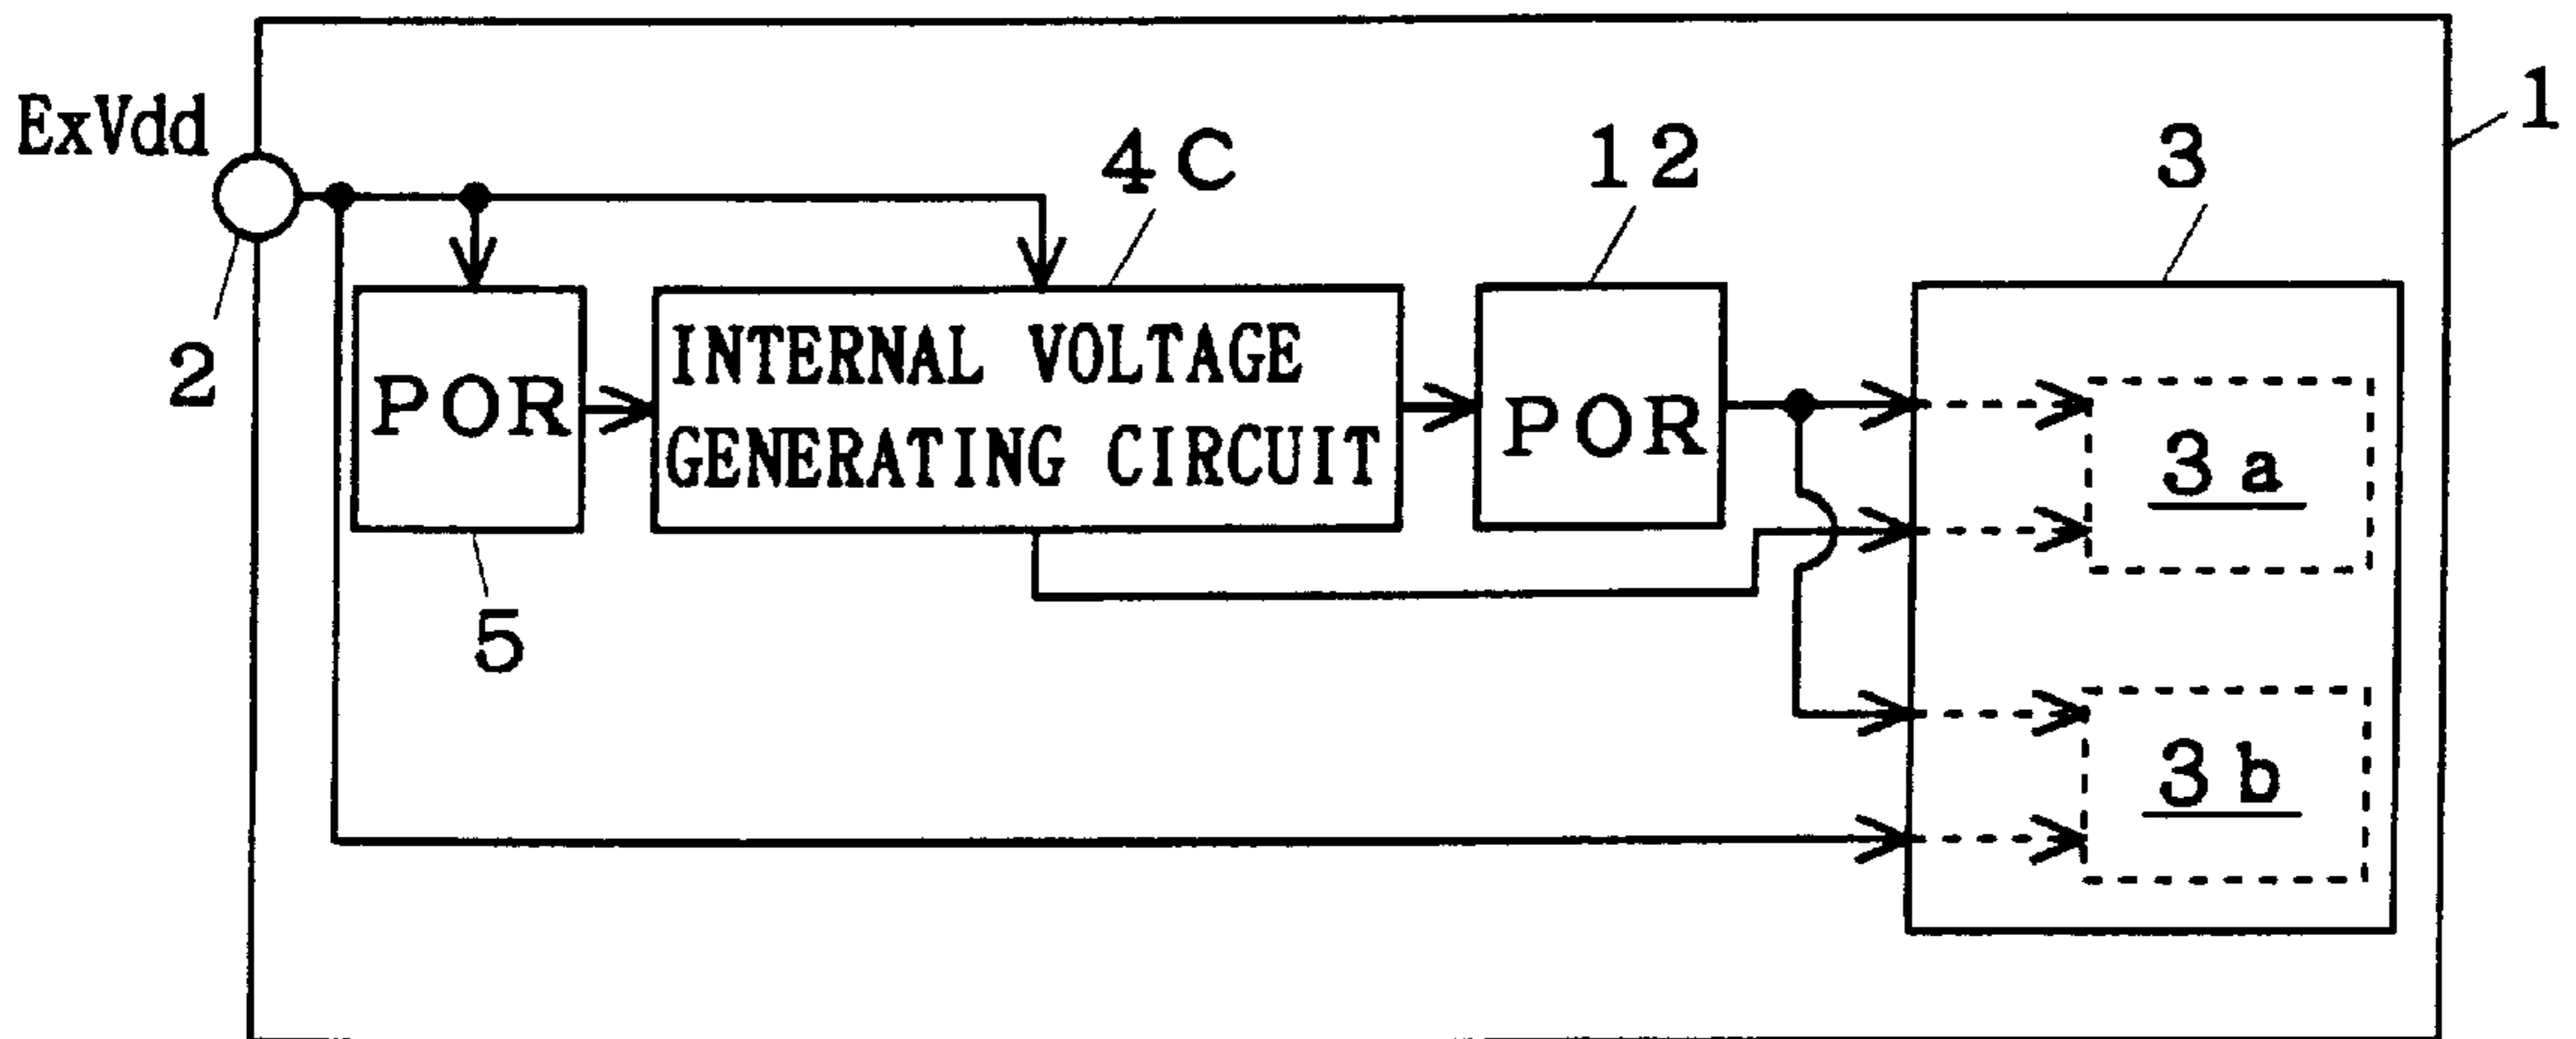 ExVdd
1
4C
12
3
2
POR
INTERNAL VOLTAGE
GENERATING CIRCUIT
POR
3a
5
3b